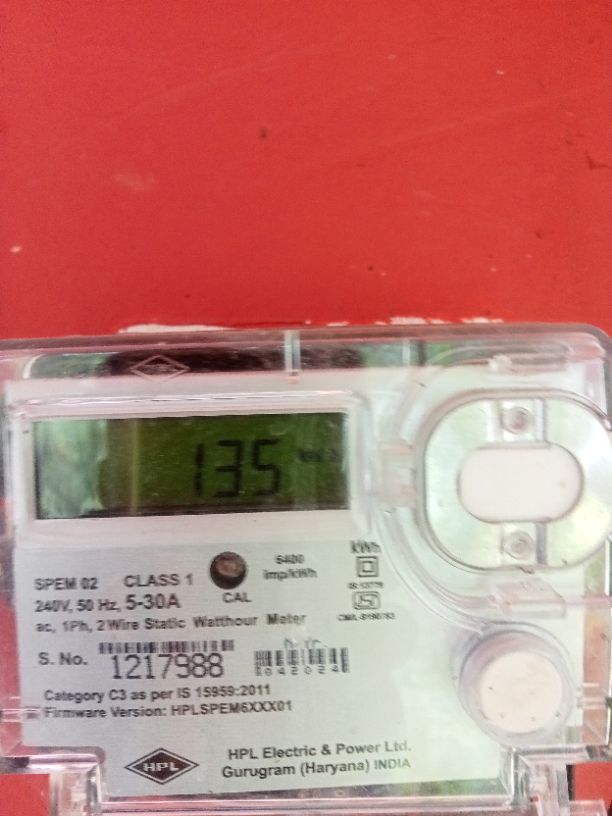 135
SPEM 02 CLASS 1
6400
imp/kWh
kWh
240V, 50 Hz, 5-30A
CAL
ac, 1Ph, 2Wire Static Watthour Meter
S. No. 1217988
042024
Category C3 as per IS 15959:2011
Firmware Version: HPLSPEM6XXX01
HPL
HPL Electric & Power Ltd.
Gurugram (Haryana) INDIA